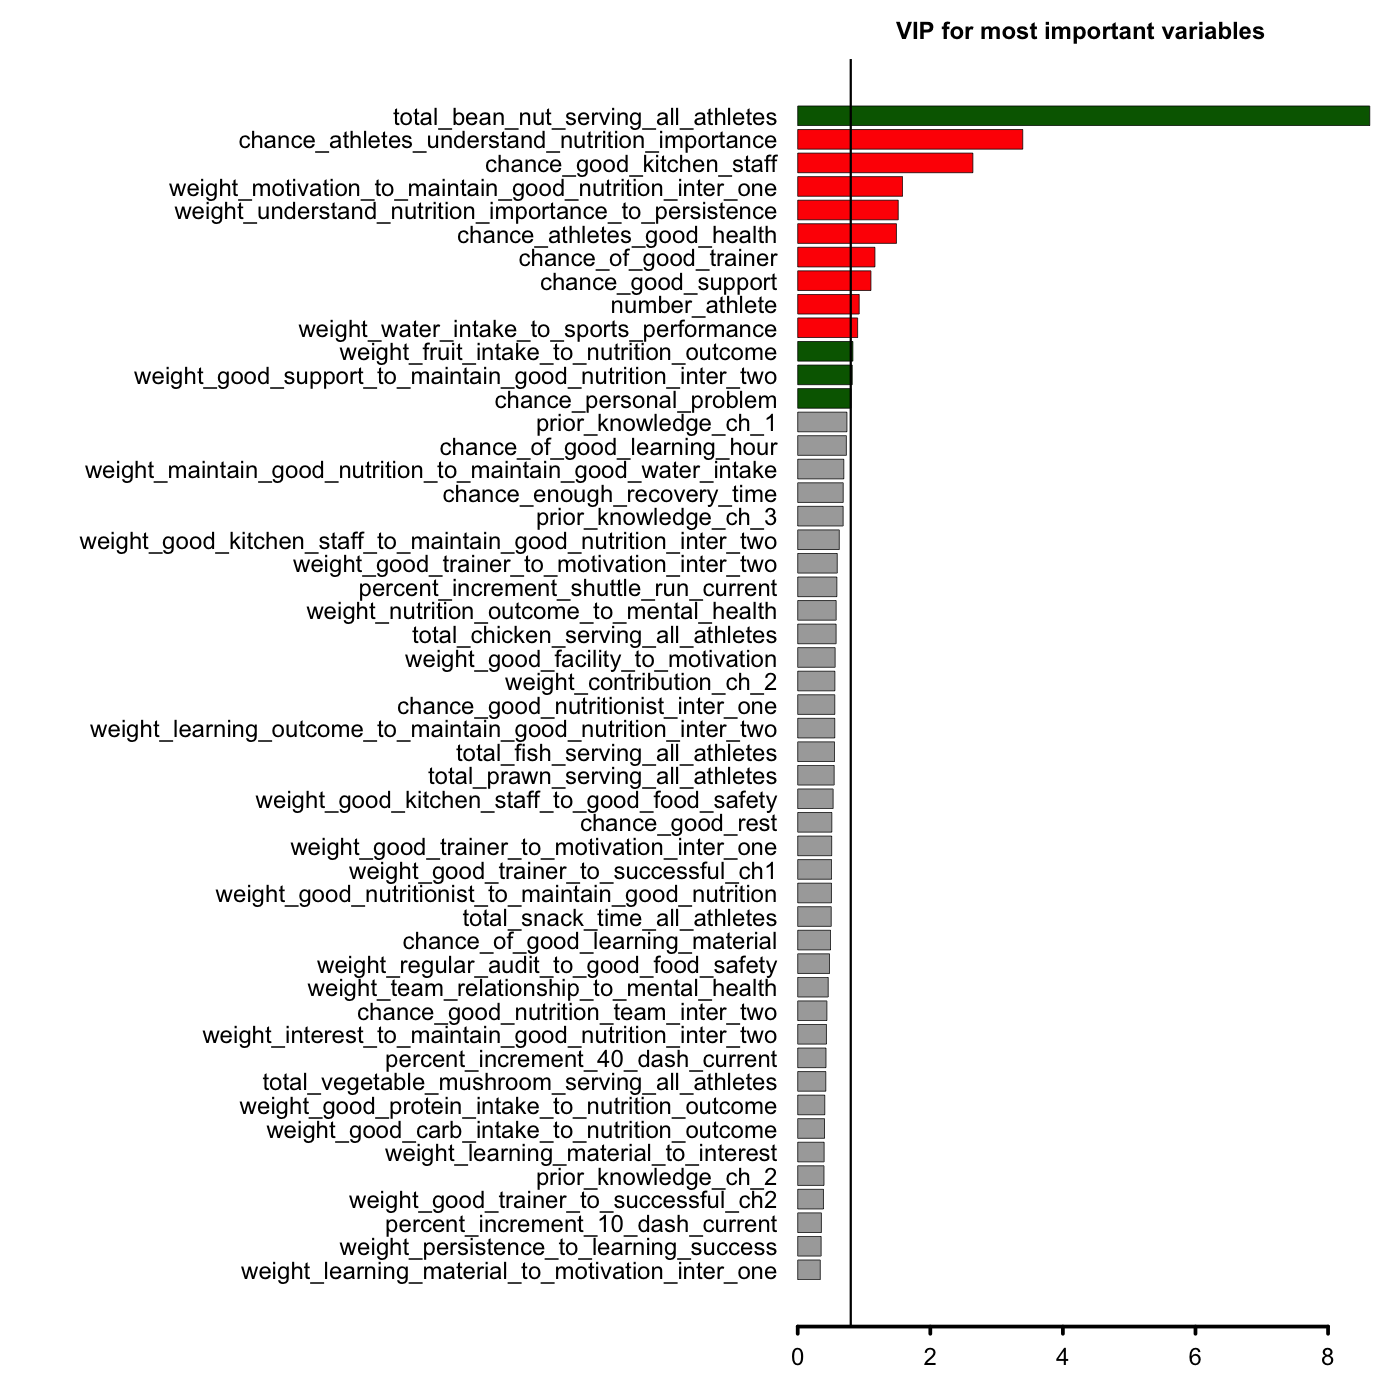 VIP for most important variables
total_bean_nut_serving_all_athletes
chance_athletes_understand_nutrition_importance
chance_good_kitchen_staff
weight_motivation_to_maintain_good_nutrition_inter_one
weight_understand_nutrition_importance_to_persistence
chance_athletes_good_health
chance_of_good_trainer
chance_good_support
number_athlete
weight_water_intake_to_sports_performance
weight_fruit_intake_to_nutrition_outcome
weight_good_support_to_maintain_good_nutrition_inter_two
chance_personal_problem
prior_knowledge_ch_1
chance_of_good_learning_hour
weight_maintain_good_nutrition_to_maintain_good_water_intake
chance_enough_recovery_time
prior_knowledge_ch_3
weight_good_kitchen_staff_to_maintain_good_nutrition_inter_two
weight_good_trainer_to_motivation_inter_two
percent_increment_shuttle_run_current
weight_nutrition_outcome_to_mental_health
total_chicken_serving_all_athletes
weight_good_facility_to_motivation
weight_contribution_ch_2
chance_good_nutritionist_inter_one
weight_learning_outcome_to_maintain_good_nutrition_inter_two
total_fish_serving_all_athletes
total_prawn_serving_all_athletes
weight_good_kitchen_staff_to_good_food_safety
chance_good_rest
weight_good_trainer_to_motivation_inter_one
weight_good_trainer_to_successful_ch1
weight_good_nutritionist_to_maintain_good_nutrition
total_snack_time_all_athletes
chance_of_good_learning_material
weight_regular_audit_to_good_food_safety
weight_team_relationship_to_mental_health
chance_good_nutrition_team_inter_two
weight_interest_to_maintain_good_nutrition_inter_two
percent_increment_40_dash_current
total_vegetable_mushroom_serving_all_athletes
weight_good_protein_intake_to_nutrition_outcome
weight_good_carb_intake_to_nutrition_outcome
weight_learning_material_to_interest
prior_knowledge_ch_2
weight_good_trainer_to_successful_ch2
percent_increment_10_dash_current
weight_persistence_to_learning_success
weight_learning_material_to_motivation_inter_one
0 2 4 6 8